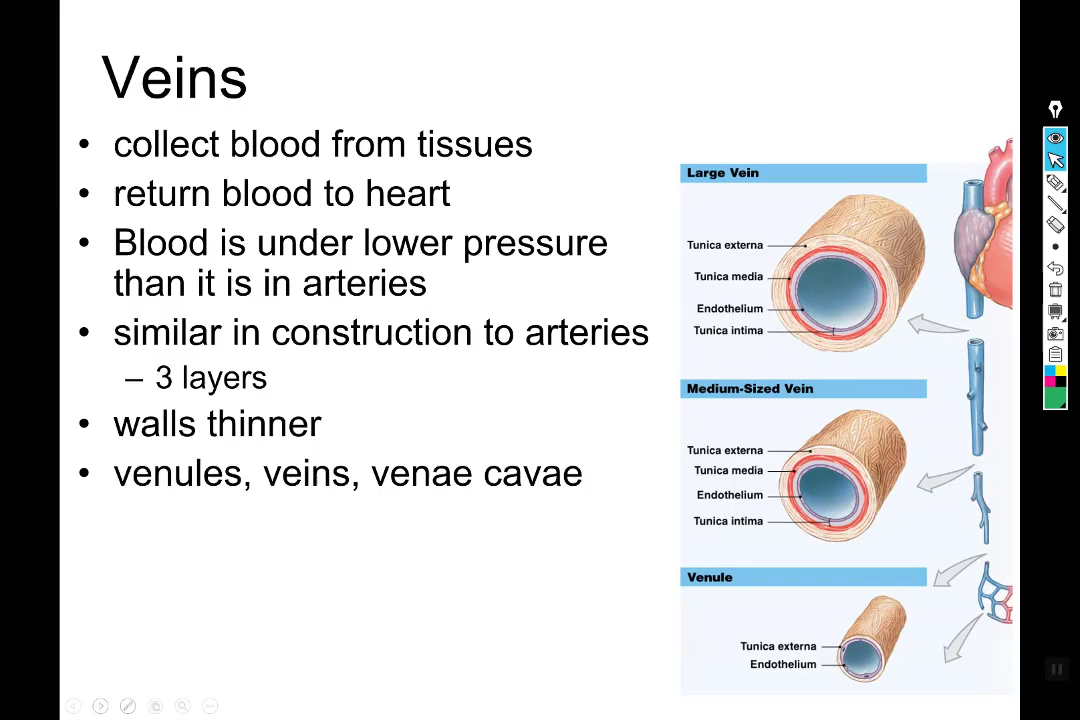 Veins
• collect blood from tissues
• return blood to heart
• Blood is under lower pressure
than it is in arteries
• similar in construction to arteries
– 3 layers
• walls thinner
• venules, veins, venae cavae
Large Vein
Tunica externa
Tunica media
Endothelium
Tunica intima
Medium-Sized Vein
Tunica externa
Tunica media
Endothelium
Tunica intima
Venule
Tunica externa
Endothelium